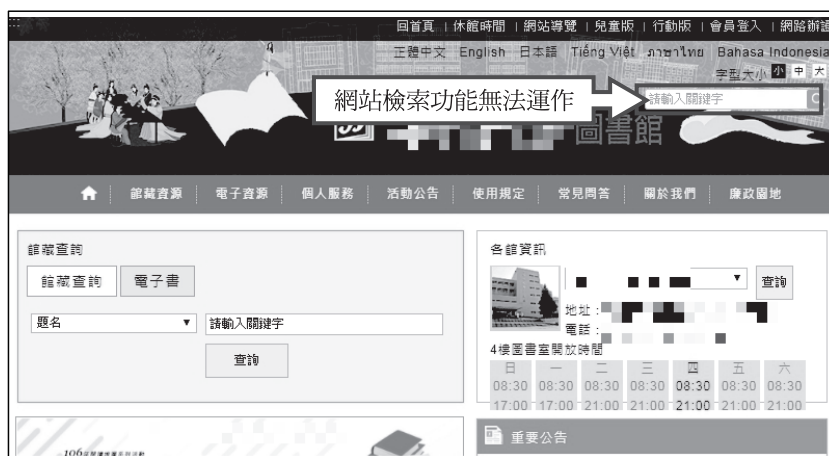 回首頁 | 休館時間 | 網站導覽 | 兒童版 | 行動版 | 會員登入 | 網路辦證
正體中文 English 日本語 Tiếng Việt ภาษาไทย Bahasa Indonesia
字型大小 小 中 大
網站檢索功能無法運作
請輸入關鍵字
圖書館
館藏資源 電子資源 個人服務 活動公告 使用規定 常見問答 關於我們 廉政園地
館藏查詢
館藏查詢 電子書
題名
請輸入關鍵字
查詢
各館資訊
查詢
地址:
電話:
4樓圖書室開放時間
日 一 二 三 四 五 六
08:30 08:30 08:30 08:30 08:30 08:30 08:30
17:00 17:00 21:00 21:00 21:00 21:00 21:00
重要公告